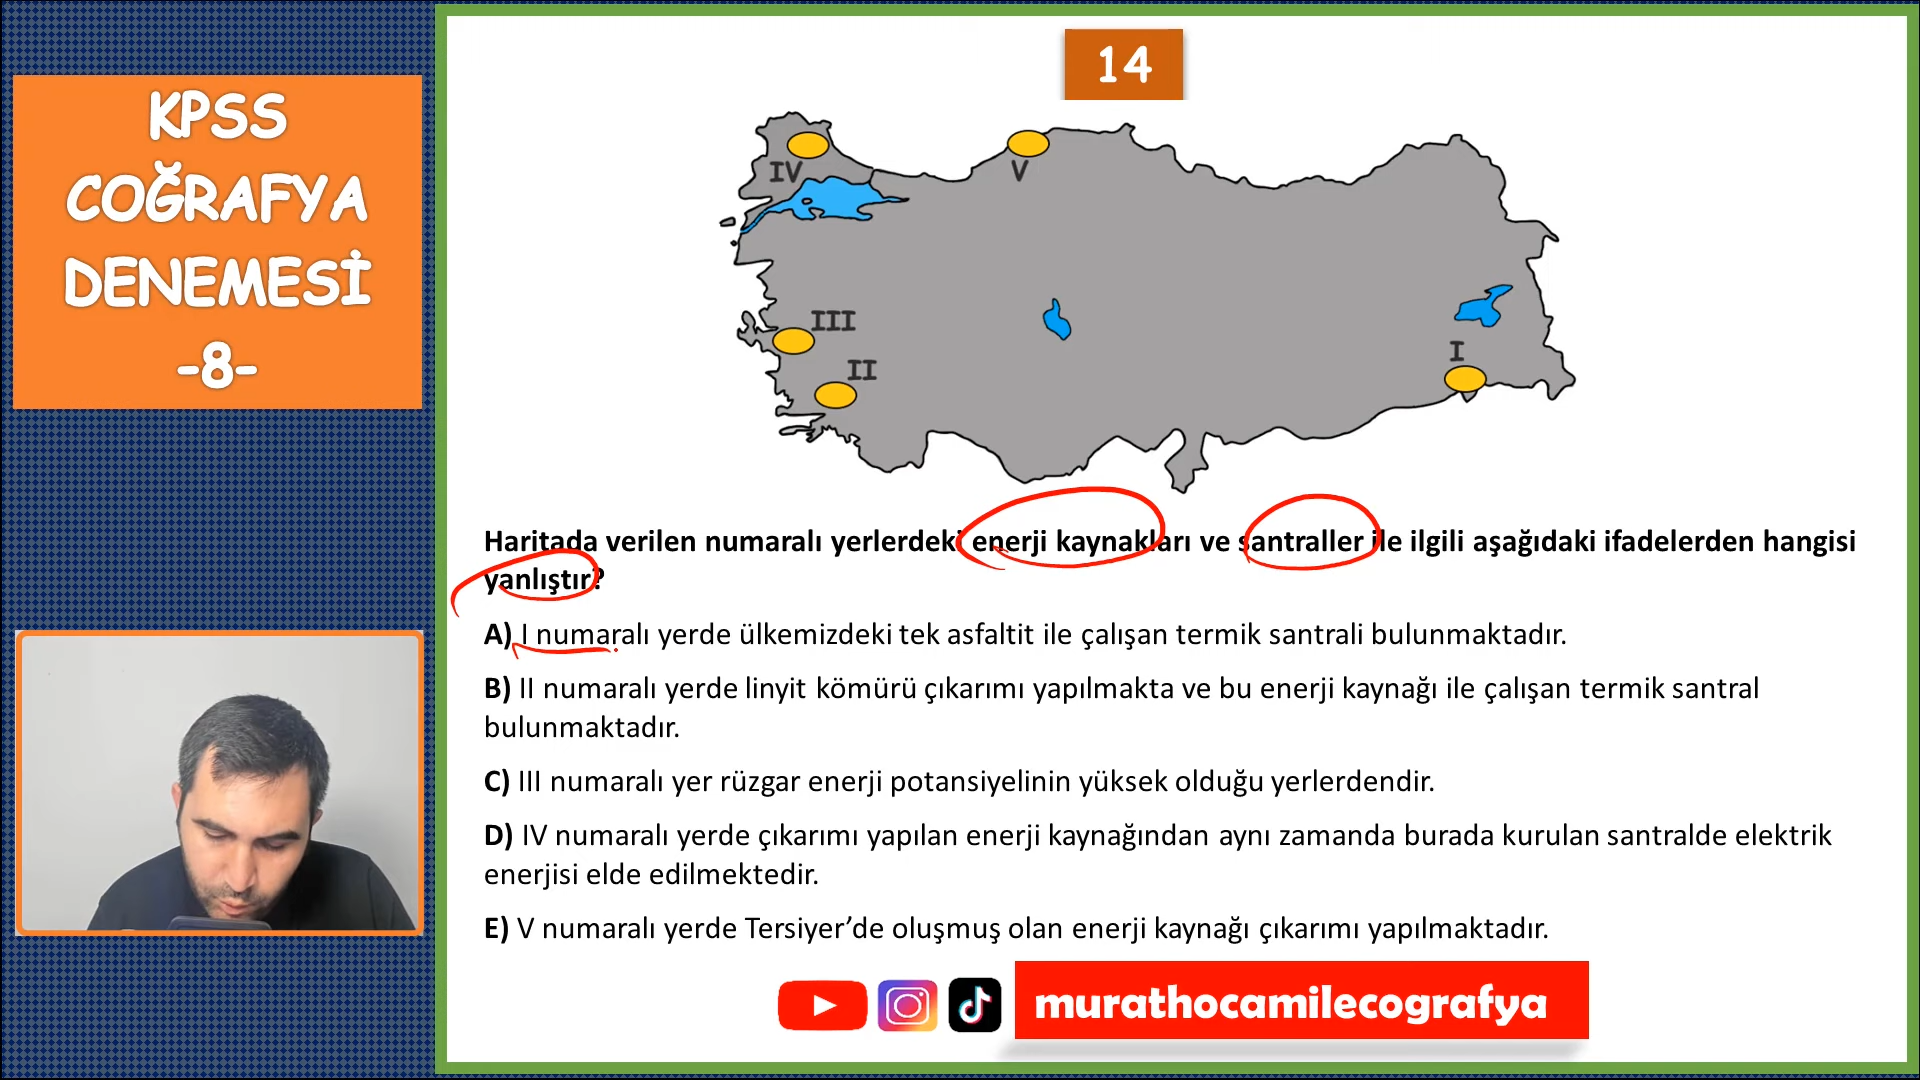 KPSS
COĞRAFYA
DENEMESİ
-8-
14
IV
V
III
II
I
Haritada verilen numaralı yerlerdeki enerji kaynakları ve santraller ile ilgili aşağıdaki ifadelerden hangisi
yanlıştır?
A) I numaralı yerde ülkemizdeki tek asfaltit ile çalışan termik santrali bulunmaktadır.
B) II numaralı yerde linyit kömürü çıkarımı yapılmakta ve bu enerji kaynağı ile çalışan termik santral
bulunmaktadır.
C) III numaralı yer rüzgar enerji potansiyelinin yüksek olduğu yerlerdendir.
D) IV numaralı yerde çıkarımı yapılan enerji kaynağından aynı zamanda burada kurulan santralde elektrik
enerjisi elde edilmektedir.
E) V numaralı yerde Tersiyer’de oluşmuş olan enerji kaynağı çıkarımı yapılmaktadır.
murathocamilecografya